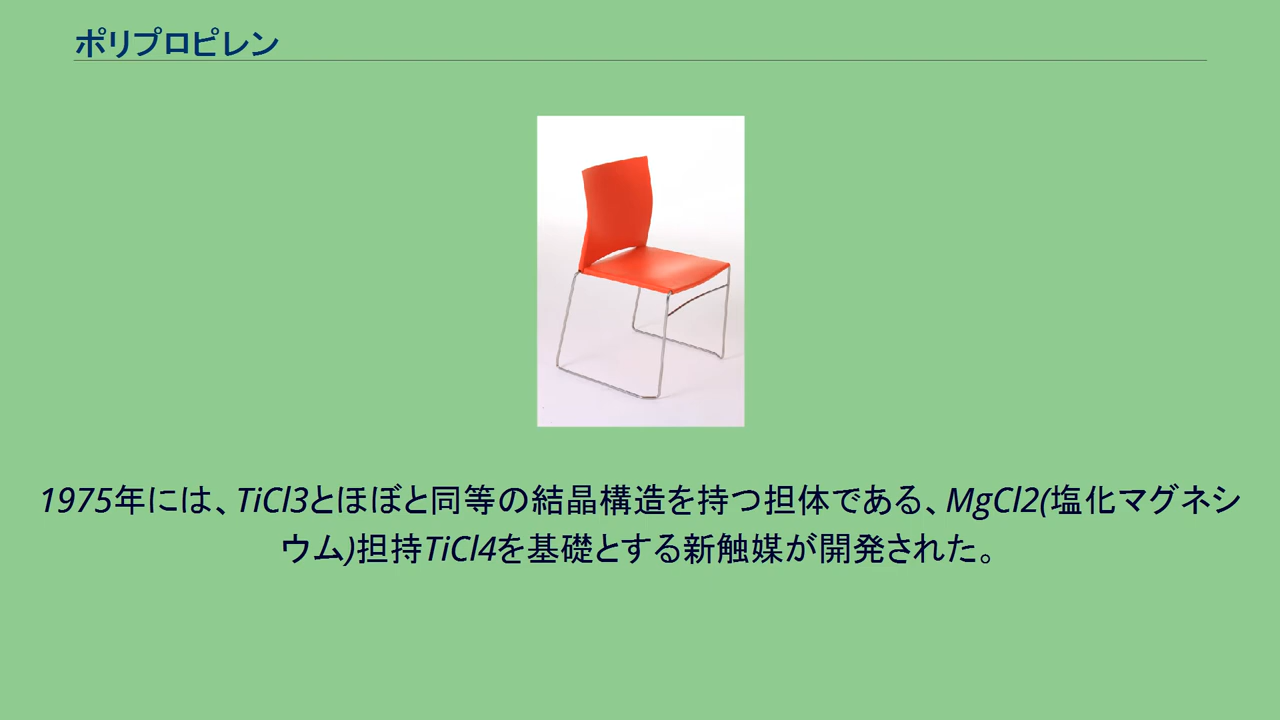 ポリプロピレン
1975年には、TiCl3とほぼと同等の結晶構造を持つ担体である、MgCl2(塩化マグネシ
ウム)担持TiCl4を基礎とする新触媒が開発された。